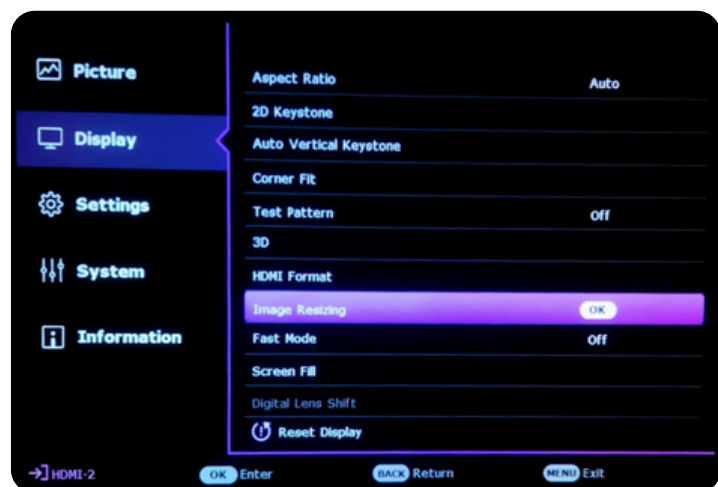 Picture
Display
Settings
System
Information
Aspect Ratio Auto
2D Keystone
Auto Vertical Keystone
Corner Fit
Test Pattern Off
3D
HDMI Format
Image Resizing OK
Fast Mode Off
Screen Fill
Digital Lens Shift
Reset Display
HDMI-2 OK Enter BACK Return MENU Exit